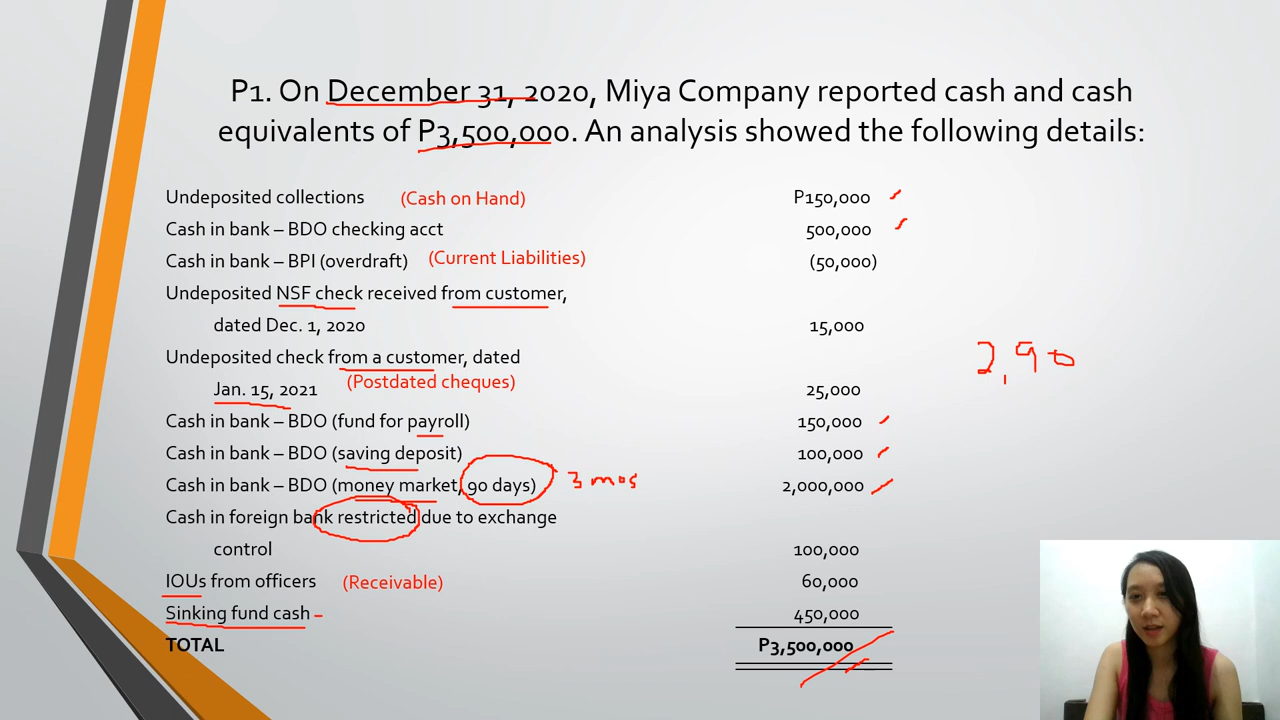 P1. On December 31, 2020, Miya Company reported cash and cash
equivalents of P3,500,000. An analysis showed the following details:
Undeposited collections (Cash on Hand) P150,000
Cash in bank – BDO checking acct 500,000
Cash in bank – BPI (overdraft) (Current Liabilities) (50,000)
Undeposited NSF check received from customer,
dated Dec. 1, 2020 15,000
Undeposited check from a customer, dated
2,90
Jan. 15, 2021 (Postdated cheques) 25,000
Cash in bank – BDO (fund for payroll) 150,000
Cash in bank – BDO (saving deposit) 100,000
Cash in bank – BDO (money market, 90 days) 3 mos 2,000,000
Cash in foreign bank restricted due to exchange
control 100,000
IOUs from officers (Receivable) 60,000
Sinking fund cash 450,000
TOTAL P3,500,000